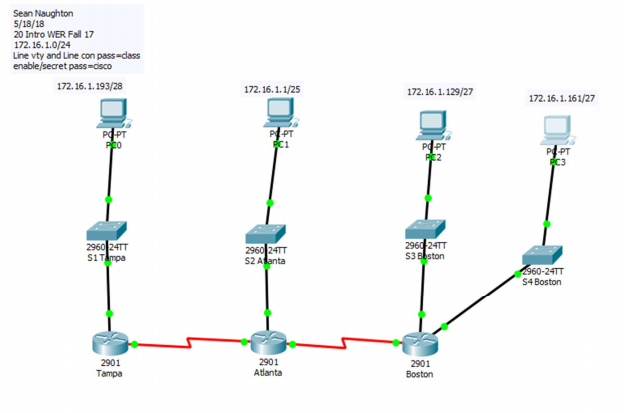 Sean Naughton
5/18/18
20 Intro WER Fall 17
172.16.1.0/24
Line vty and Line con pass=class
enable/secret pass=cisco
172.16.1.193/28
172.16.1.1/25
172.16.1.129/27
172.16.1.161/27
PC-PT
PC0
PC-PT
PC1
PC-PT
PC2
PC-PT
PC3
2960-24TT
S1 Tampa
2960-24TT
S2 Atlanta
2960-24TT
S3 Boston
2960-24TT
S4 Boston
2901
Tampa
2901
Atlanta
2901
Boston